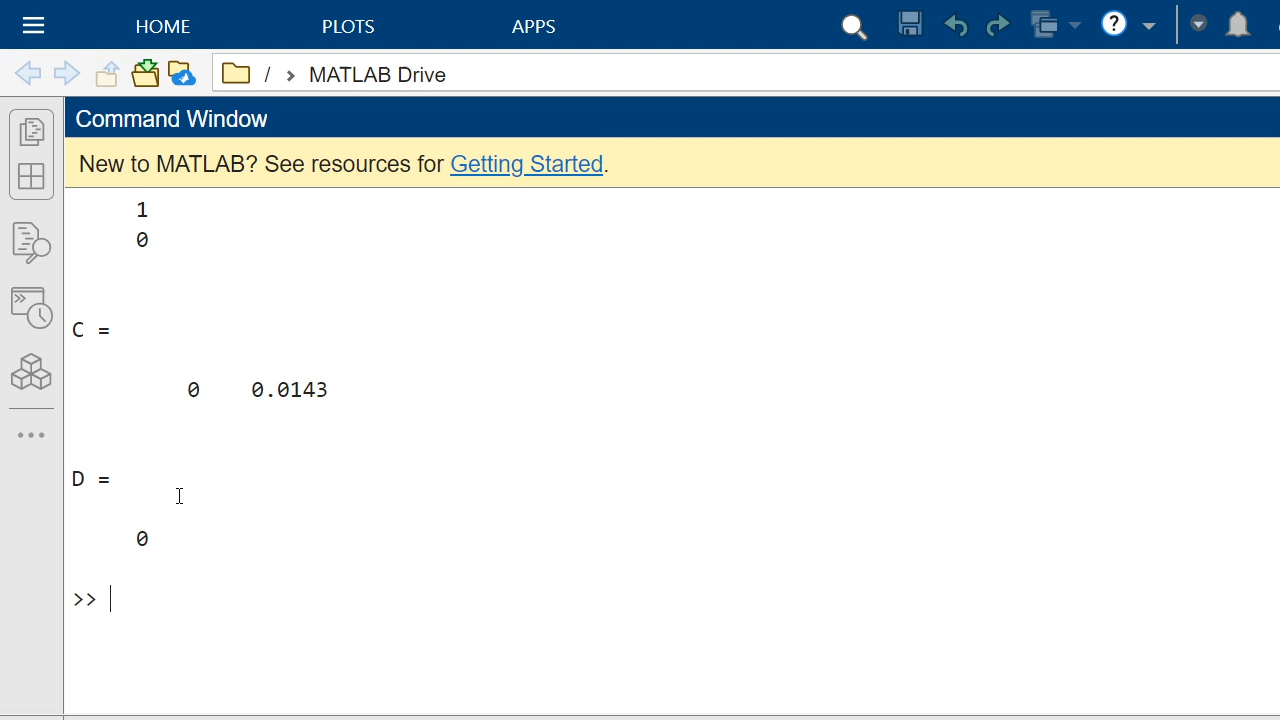 HOME PLOTS APPS
/ > MATLAB Drive
Command Window
New to MATLAB? See resources for Getting Started.
1
0
C =
0 0.0143
D =
0
>>